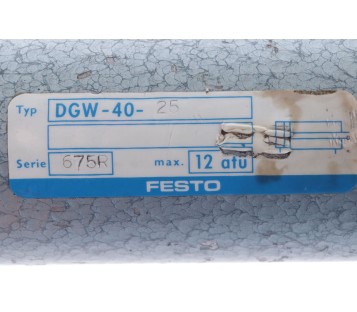 Typ DGW-40-25
Serie 675R max. 12 atü
FESTO